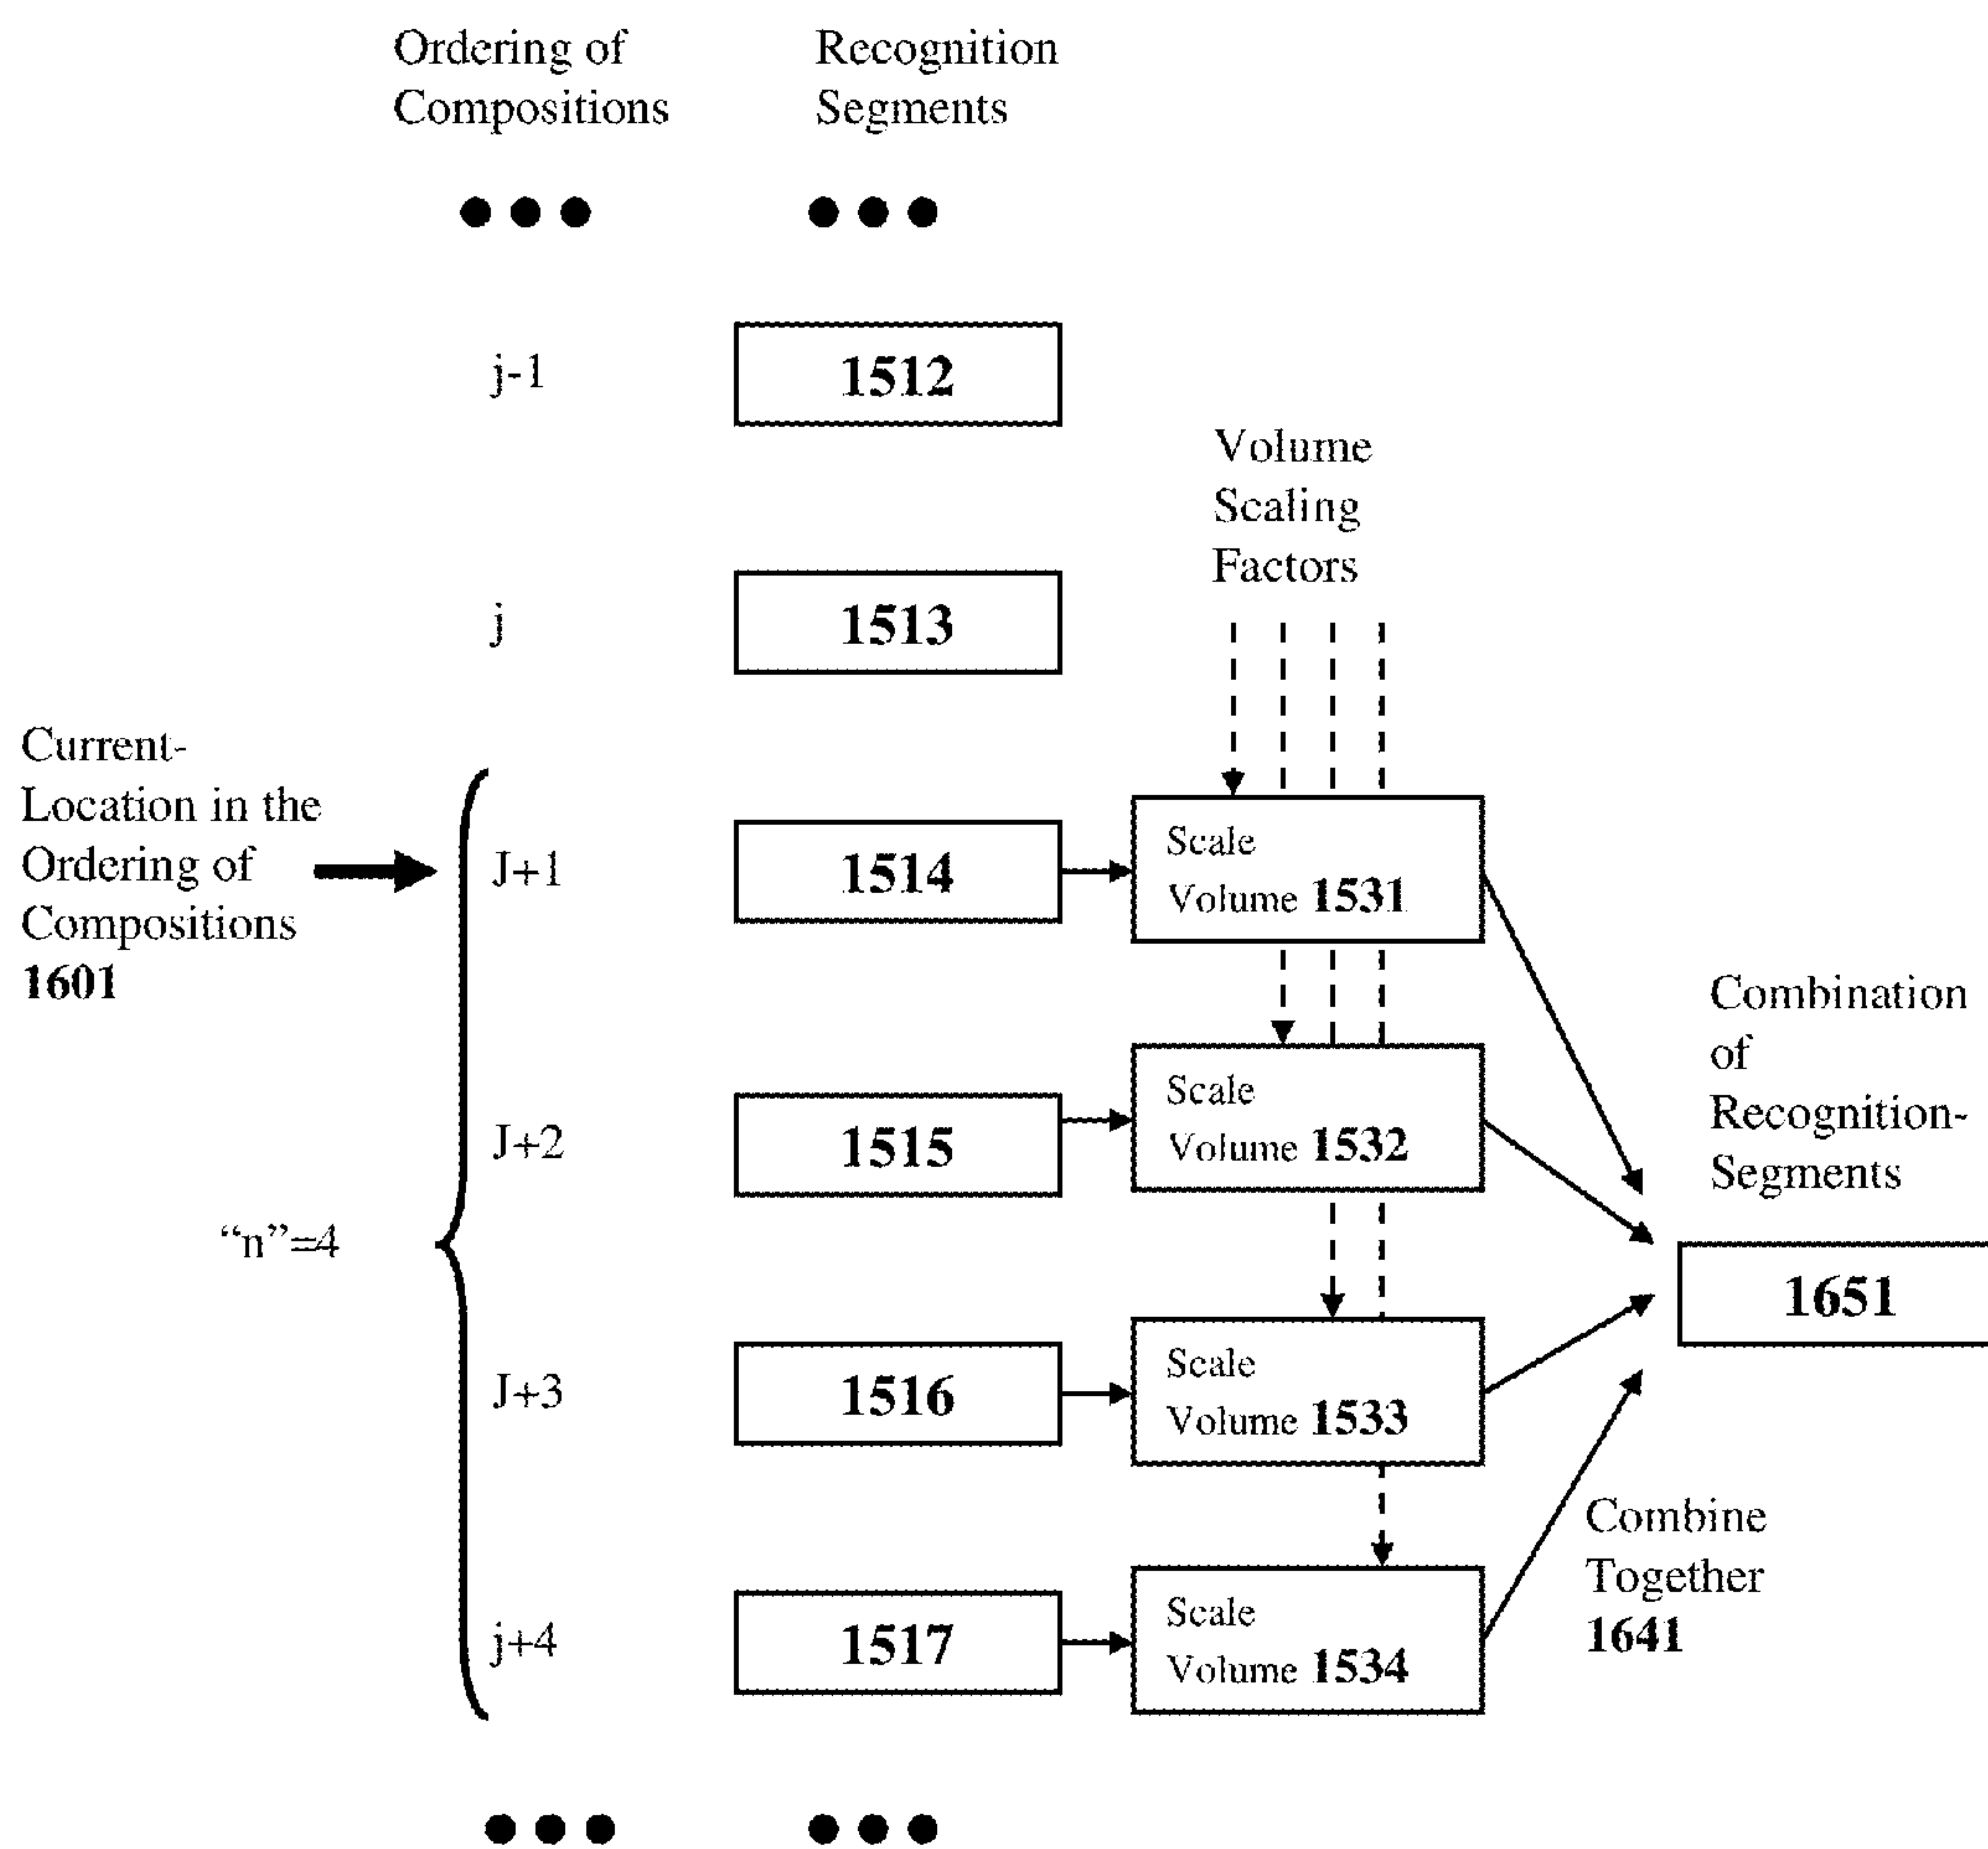 Ordering of
Compositions
Recognition
Segments
j-1
1512
Volume
Scaling
Factors
j
1513
Current-
Location in the
Ordering of
Compositions
1601
J+1
1514
Scale
Volume 1531
J+2
1515
Scale
Volume 1532
Combination
of
Recognition-
Segments
"n"=4
1651
J+3
1516
Scale
Volume 1533
Combine
Together
1641
j+4
1517
Scale
Volume 1534